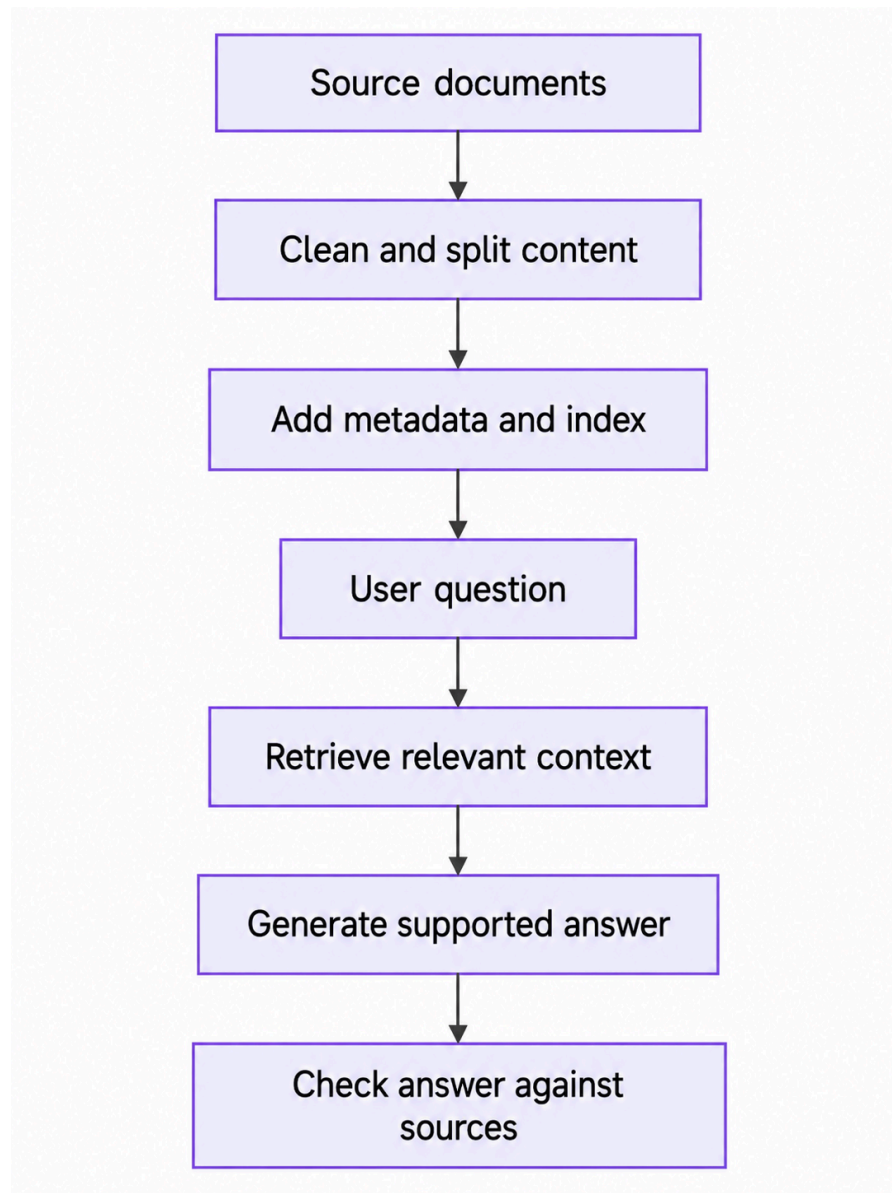 Source documents
Clean and split content
Add metadata and index
User question
Retrieve relevant context
Generate supported answer
Check answer against
sources